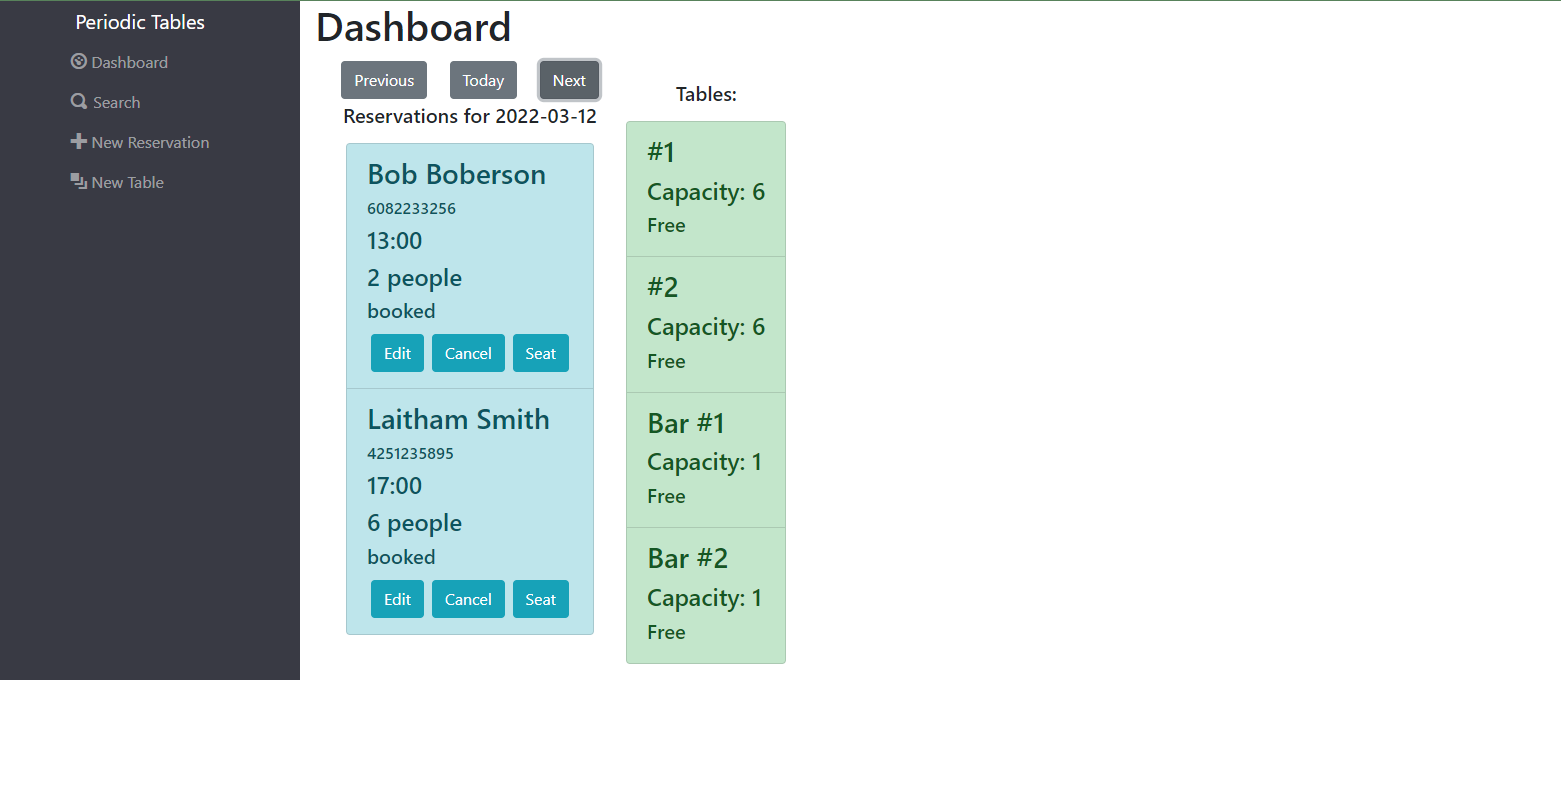 Periodic Tables
Dashboard
Search
New Reservation
New Table
Dashboard
Previous Today Next
Reservations for 2022-03-12
Bob Boberson
6082233256
13:00
2 people
booked
Edit Cancel Seat
Laitham Smith
4251235895
17:00
6 people
booked
Edit Cancel Seat
Tables:
#1
Capacity: 6
Free
#2
Capacity: 6
Free
Bar #1
Capacity: 1
Free
Bar #2
Capacity: 1
Free